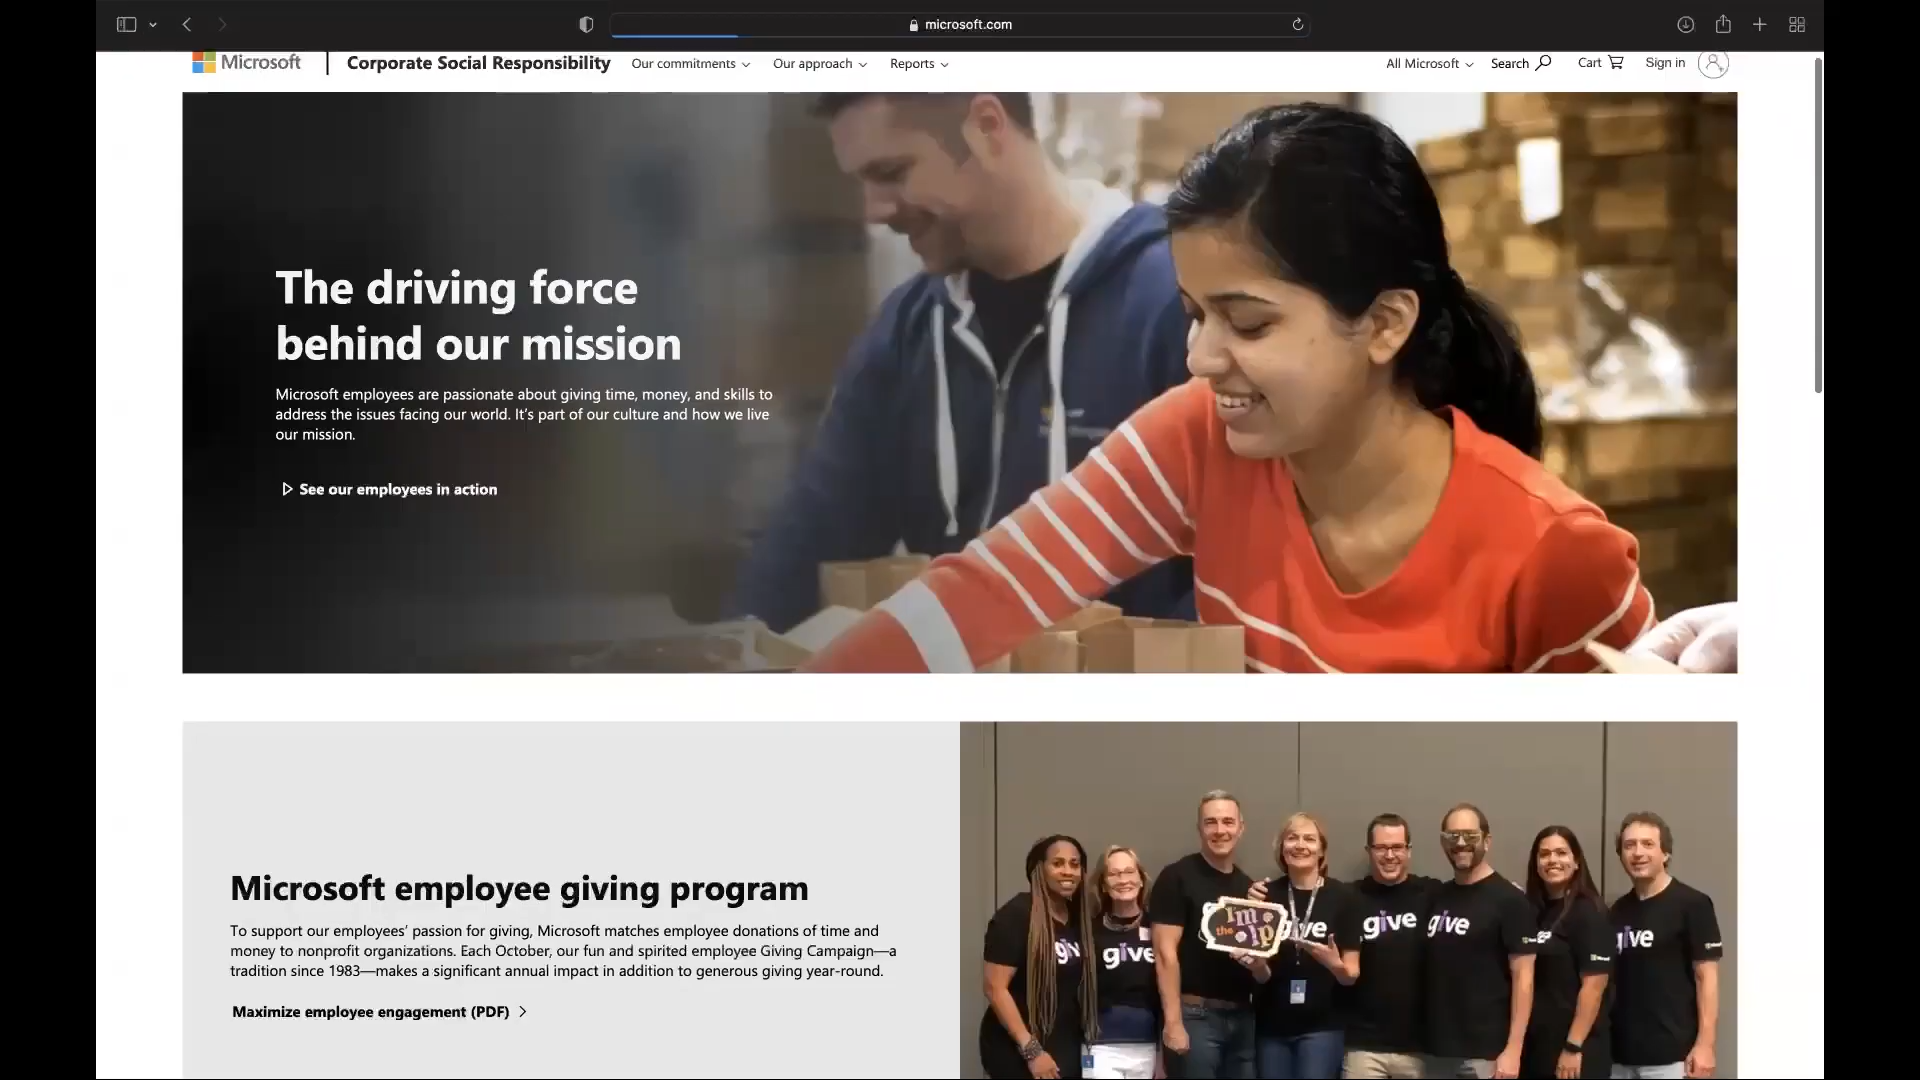 microsoft.com
Microsoft
Corporate Social Responsibility
Our commitments
Our approach
Reports
All Microsoft
Search
Cart
Sign in
The driving force
behind our mission
Microsoft employees are passionate about giving time, money, and skills to
address the issues facing our world. It's part of our culture and how we live
our mission.
See our employees in action
Microsoft employee giving program
To support our employees' passion for giving, Microsoft matches employee donations of time and
money to nonprofit organizations. Each October, our fun and spirited employee Giving Campaign—a
tradition since 1983—makes a significant annual impact in addition to generous giving year-round.
Maximize employee engagement (PDF)
I'm
the
give
give
give